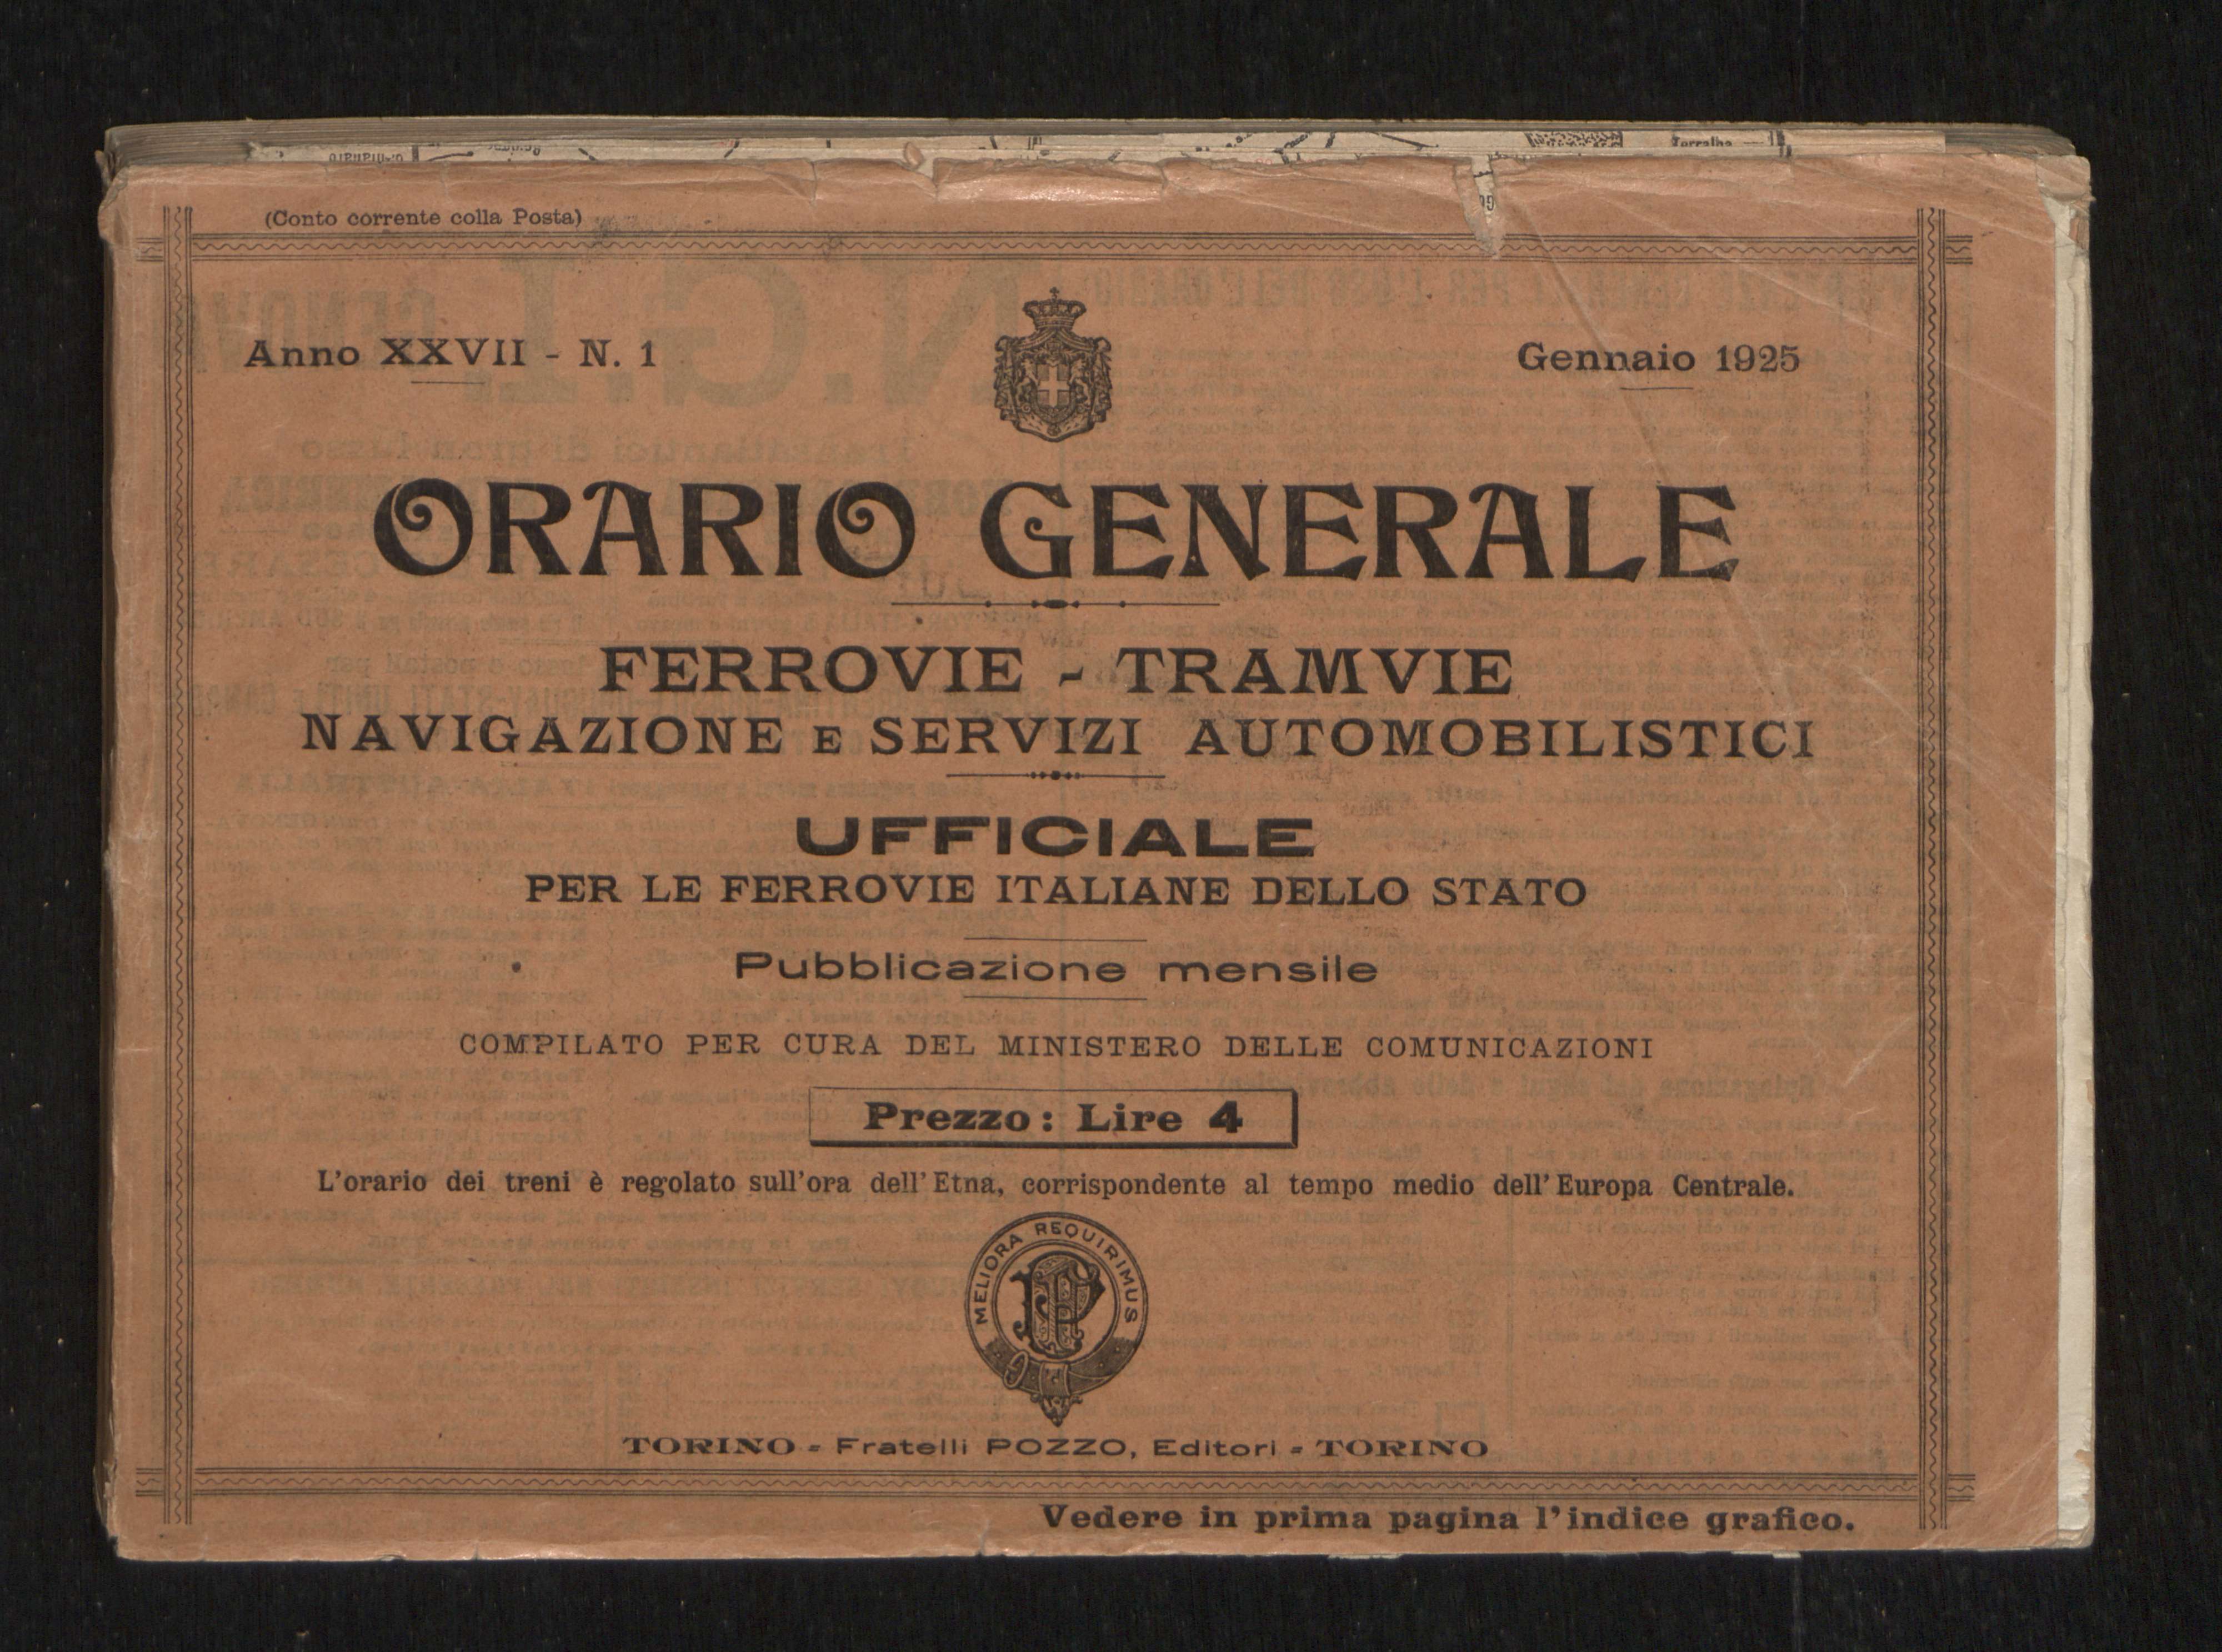 Terralba
(Conto corrente colla Posta)
Anno XXVII - N. 1
Gennaio 1925
ORARIO GENERALE
FERROVIE - TRAMVIE
NAVIGAZIONE E SERVIZI AUTOMOBILISTICI
UFFICIALE
PER LE FERROVIE ITALIANE DELLO STATO
Pubblicazione mensile
COMPILATO PER CURA DEL MINISTERO DELLE COMUNICAZIONI
Prezzo: Lire 4
L'orario dei treni è regolato sull'ora dell'Etna, corrispondente al tempo medio dell'Europa Centrale.
MELIORA REQUIRIMUS
FP
TORINO - Fratelli POZZO, Editori - TORINO
Vedere in prima pagina l'indice grafico.